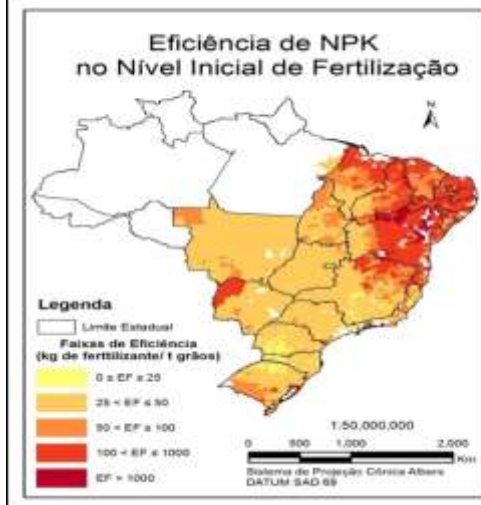 Eficiência de NPK
no Nível Inicial de Fertilização
N
Legenda
Limite Estadual
Faixas de Eficiência
(kg de fertilizante/ t grãos)
0 ≤ EF ≤ 25
25 < EF ≤ 50
50 < EF ≤ 100
100 < EF ≤ 1000
EF > 1000
1:50,000,000
0 500 1,000 2,000
Km
Sistema de Projeção Cônica Albers
DATUM SAD 69